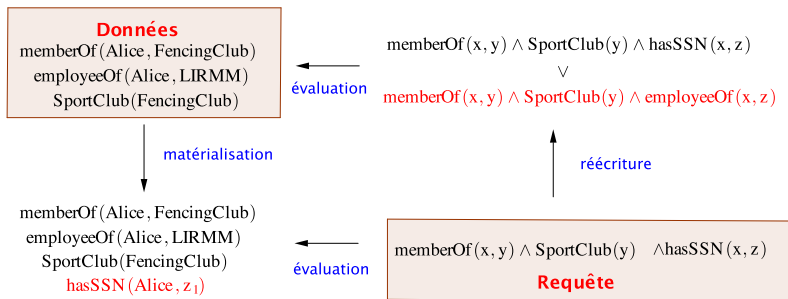 Données
memberOf(Alice, FencingClub)
employeeOf(Alice, LIRMM)
SportClub(FencingClub)
évaluation
memberOf(x, y) ∧ SportClub(y) ∧ hasSSN(x, z)
∨
memberOf(x, y) ∧ SportClub(y) ∧ employeeOf(x, z)
matérialisation
réécriture
memberOf(Alice, FencingClub)
employeeOf(Alice, LIRMM)
SportClub(FencingClub)
hasSSN(Alice, z₁)
évaluation
memberOf(x, y) ∧ SportClub(y) ∧hasSSN(x, z)
Requête